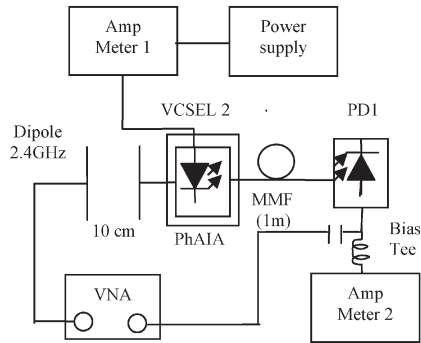 Amp
Meter 1
Power
supply
VCSEL 2
PD1
Dipole
2.4GHz
10 cm
PhAIA
MMF
(1m)
Bias
Tee
VNA
Amp
Meter 2